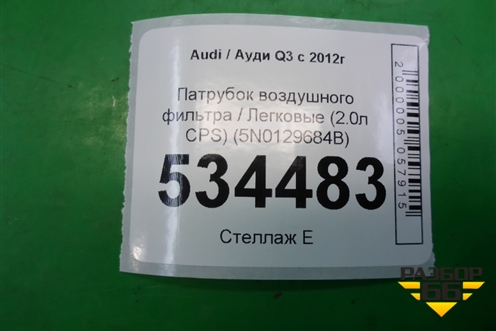 Audi / Ауди Q3 с 2012г
Патрубок воздушного
фильтра / Легковые (2.0л
CPS) (5N0129684B)
534483
Стеллаж Е
2000005057915
РАЗБОР
66